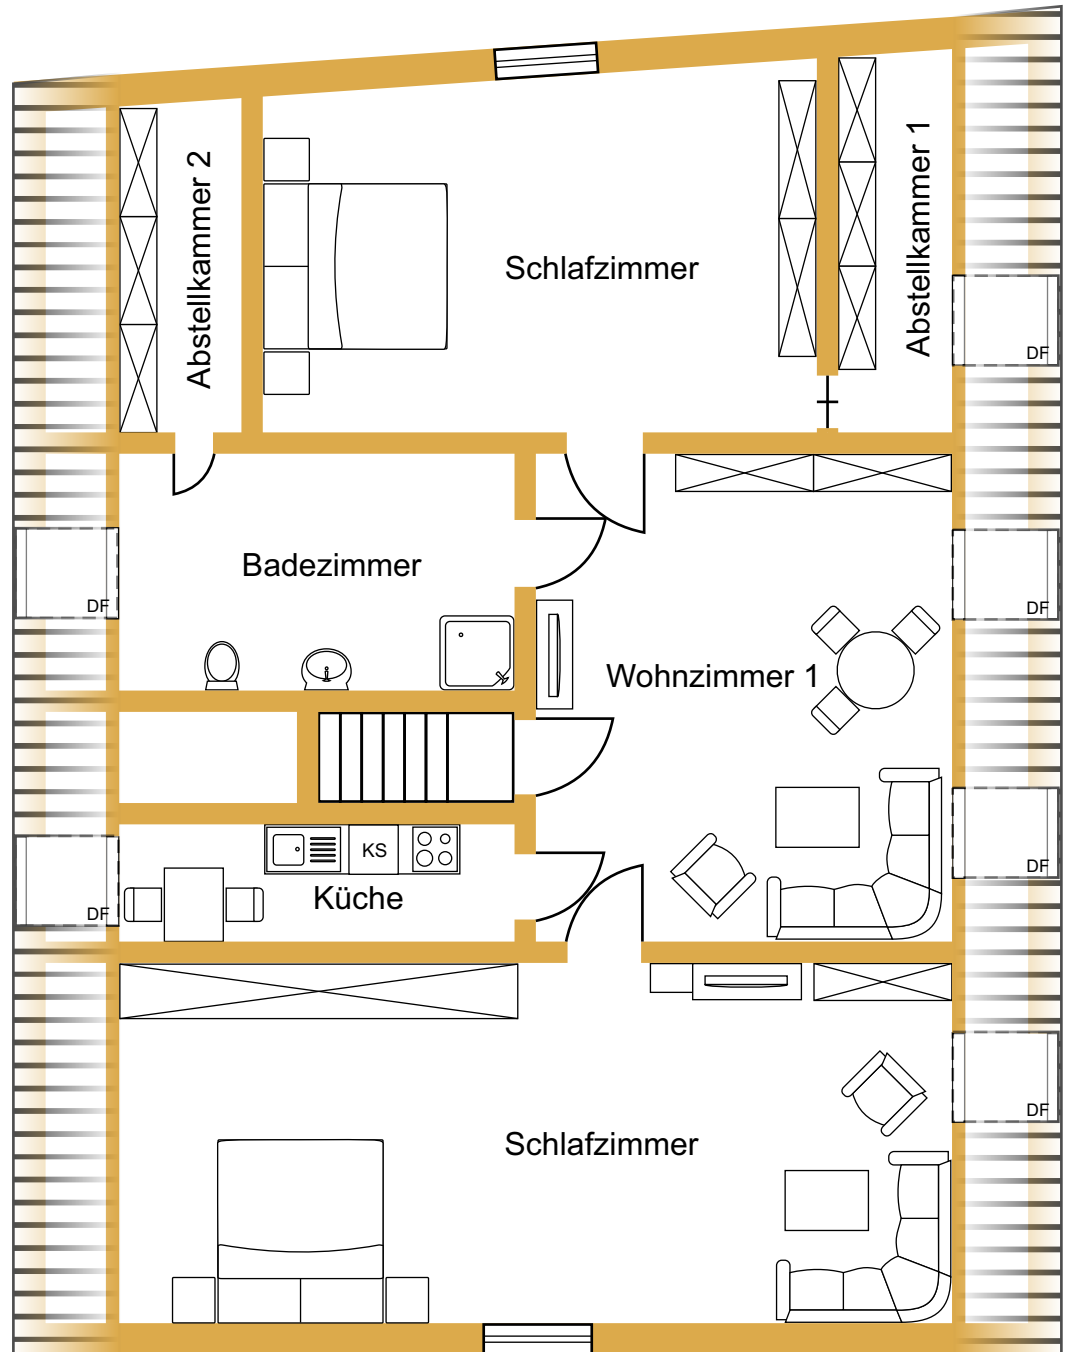 Abstellkammer 2
Schlafzimmer
Abstellkammer 1
DF
Badezimmer
DF
DF
Wohnzimmer 1
KS
Küche
DF
DF
Schlafzimmer
DF